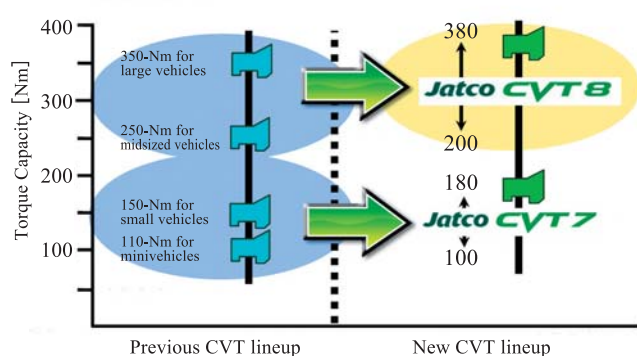 Torque Capacity [Nm]
400
300
200
100
350-Nm for
large vehicles
250-Nm for
midsized vehicles
150-Nm for
small vehicles
110-Nm for
minivehicles
380
Jatco CVT8
200
180
Jatco CVT7
100
Previous CVT lineup
New CVT lineup